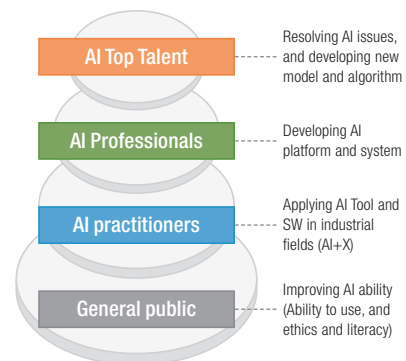 AI Top Talent
Resolving AI issues,
and developing new
model and algorithm
AI Professionals
Developing AI
platform and system
AI practitioners
Applying AI Tool and
SW in industrial
fields (AI+X)
General public
Improving AI ability
(Ability to use, and
ethics and literacy)